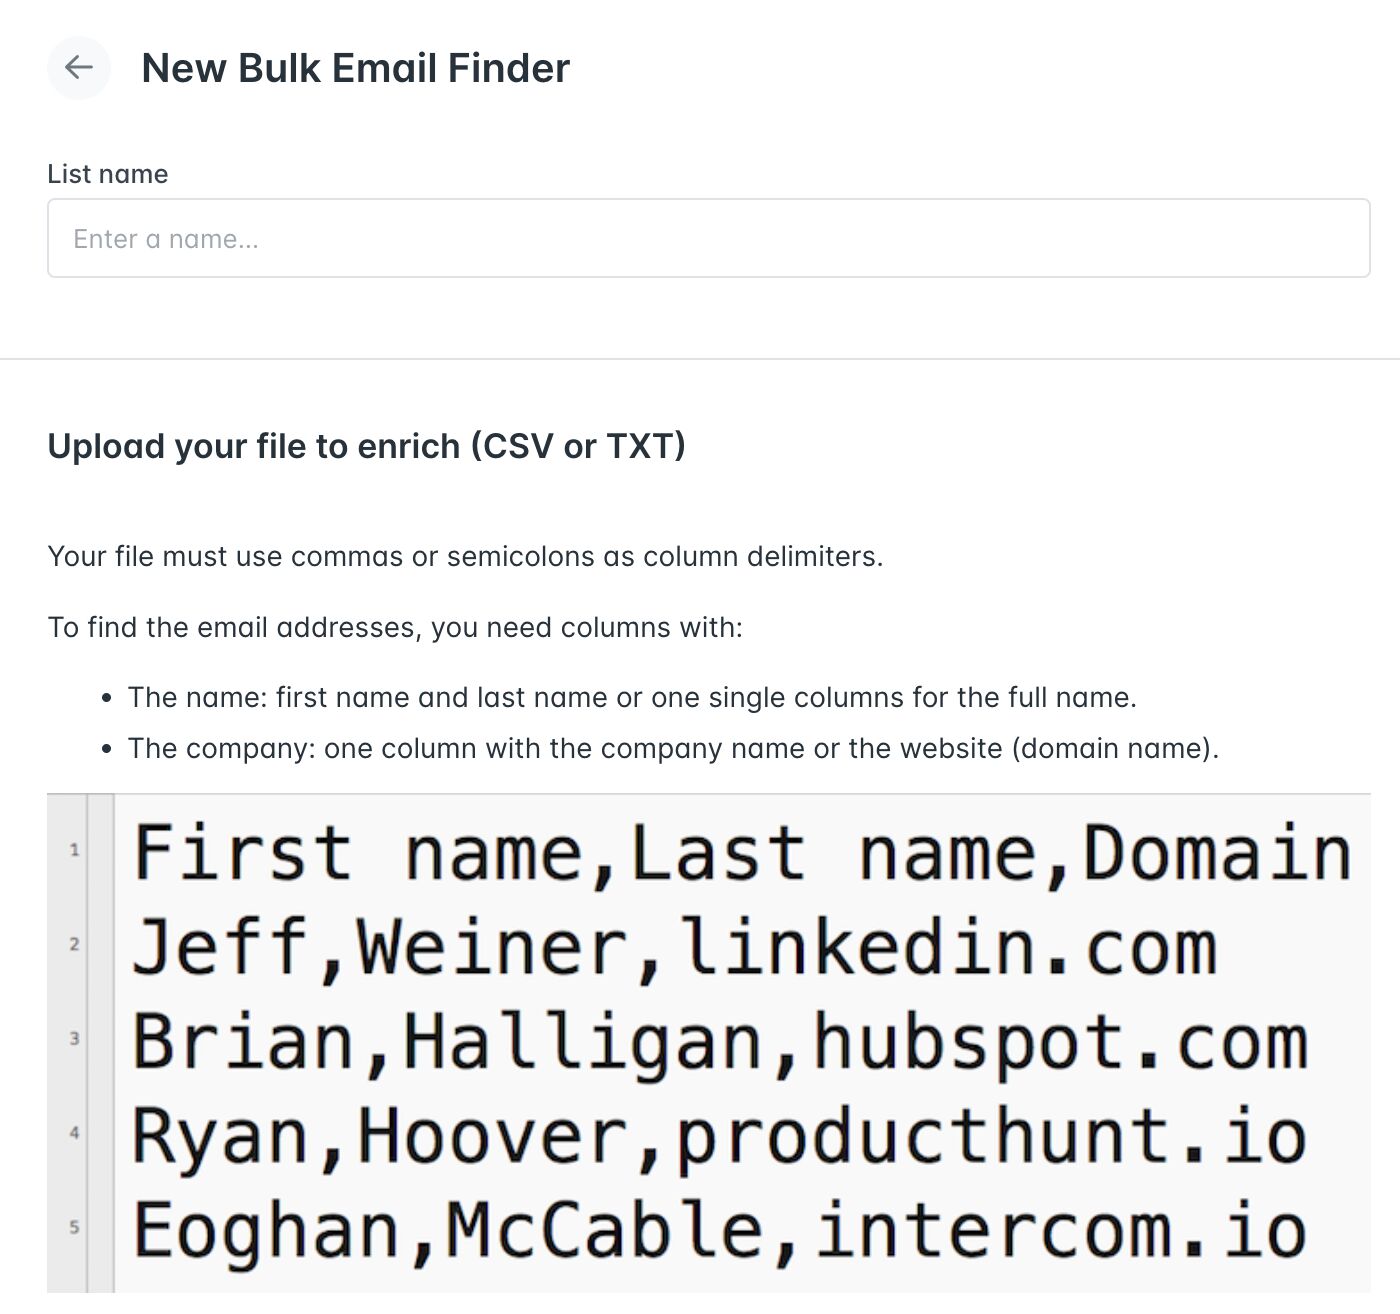 New Bulk Email Finder
List name
Enter a name...
Upload your file to enrich (CSV or TXT)
Your file must use commas or semicolons as column delimiters.
To find the email addresses, you need columns with:
• The name: first name and last name or one single columns for the full name.
• The company: one column with the company name or the website (domain name).
1 First name,Last name,Domain
2 Jeff,Weiner,linkedin.com
3 Brian,Halligan,hubspot.com
4 Ryan,Hoover,producthunt.io
5 Eoghan,McCable,intercom.io